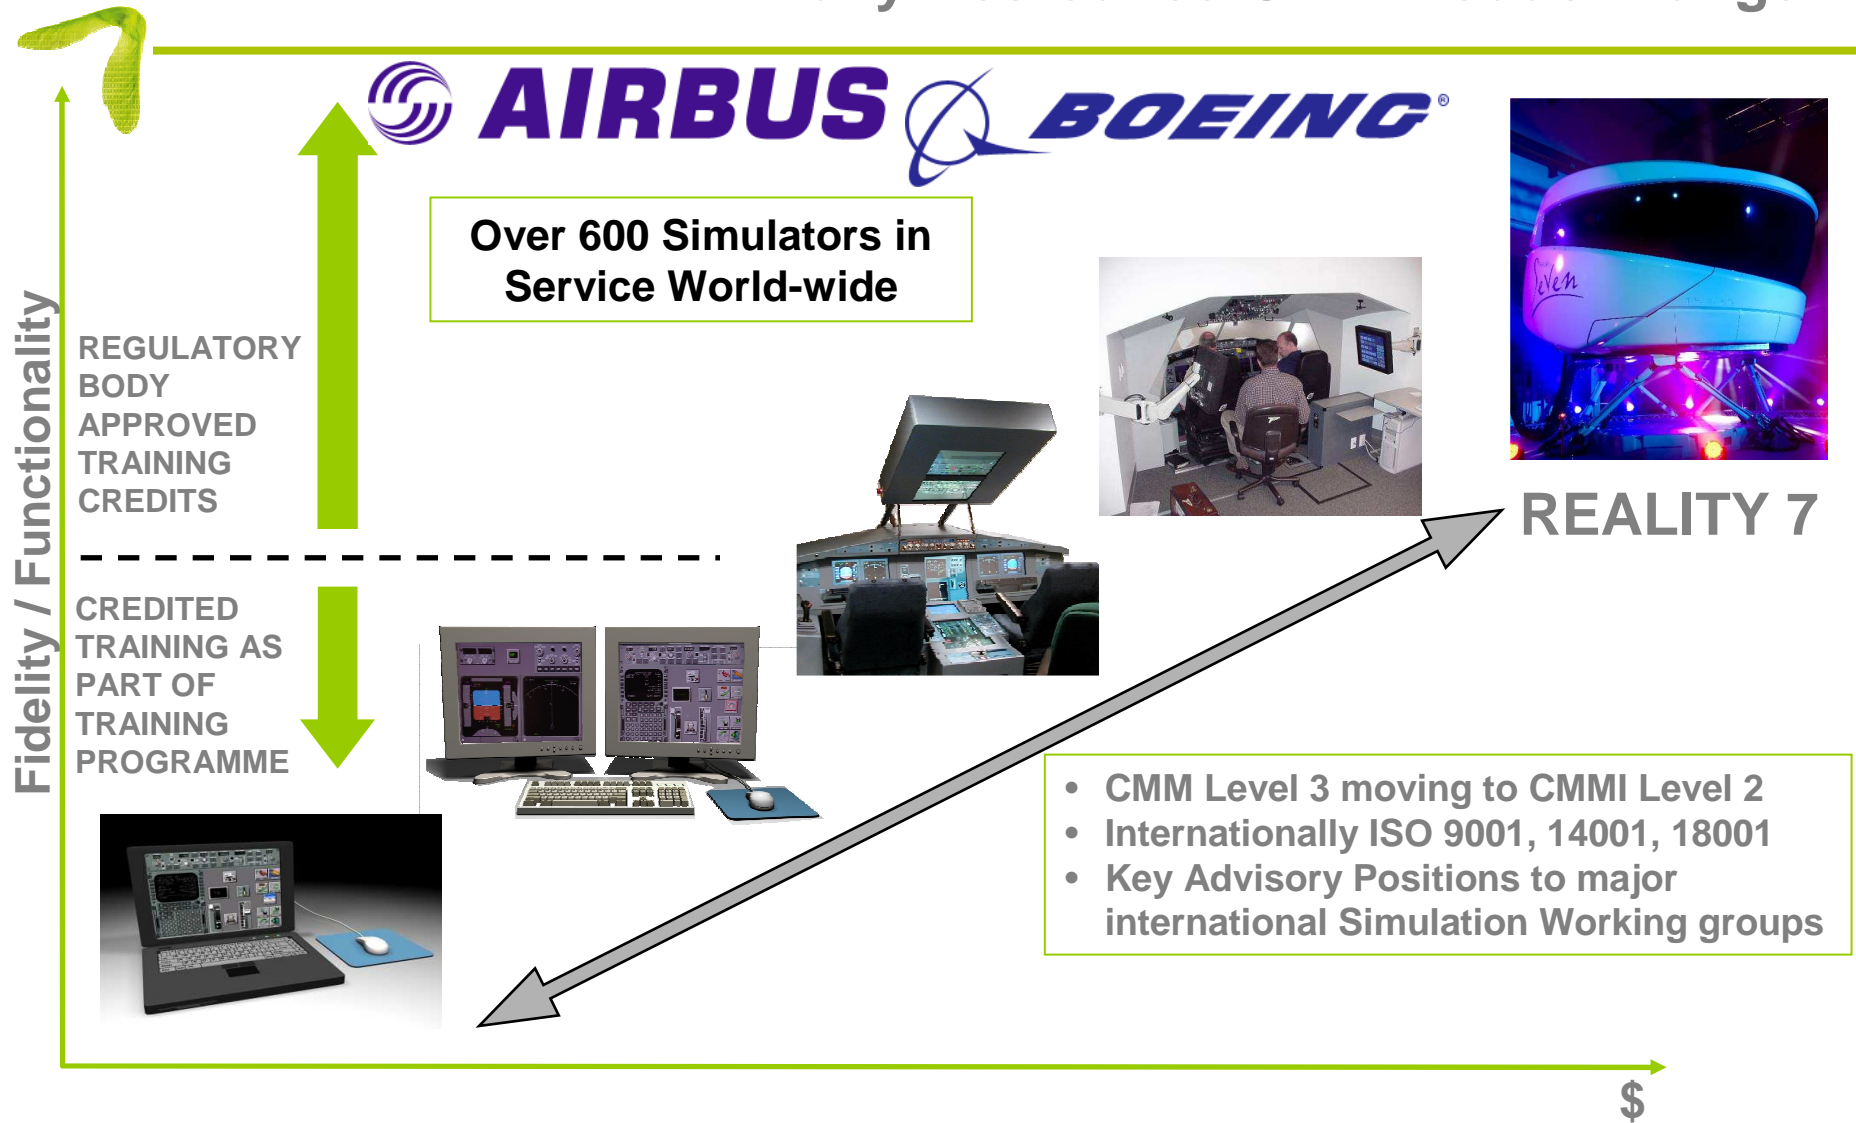 AIRBUS
BOEING®
Over 600 Simulators in
Service World-wide
Seven
REALITY 7
Fidelity / Functionality
REGULATORY
BODY
APPROVED
TRAINING
CREDITS
CREDITED
TRAINING AS
PART OF
TRAINING
PROGRAMME
• CMM Level 3 moving to CMMI Level 2
• Internationally ISO 9001, 14001, 18001
• Key Advisory Positions to major
international Simulation Working groups
$